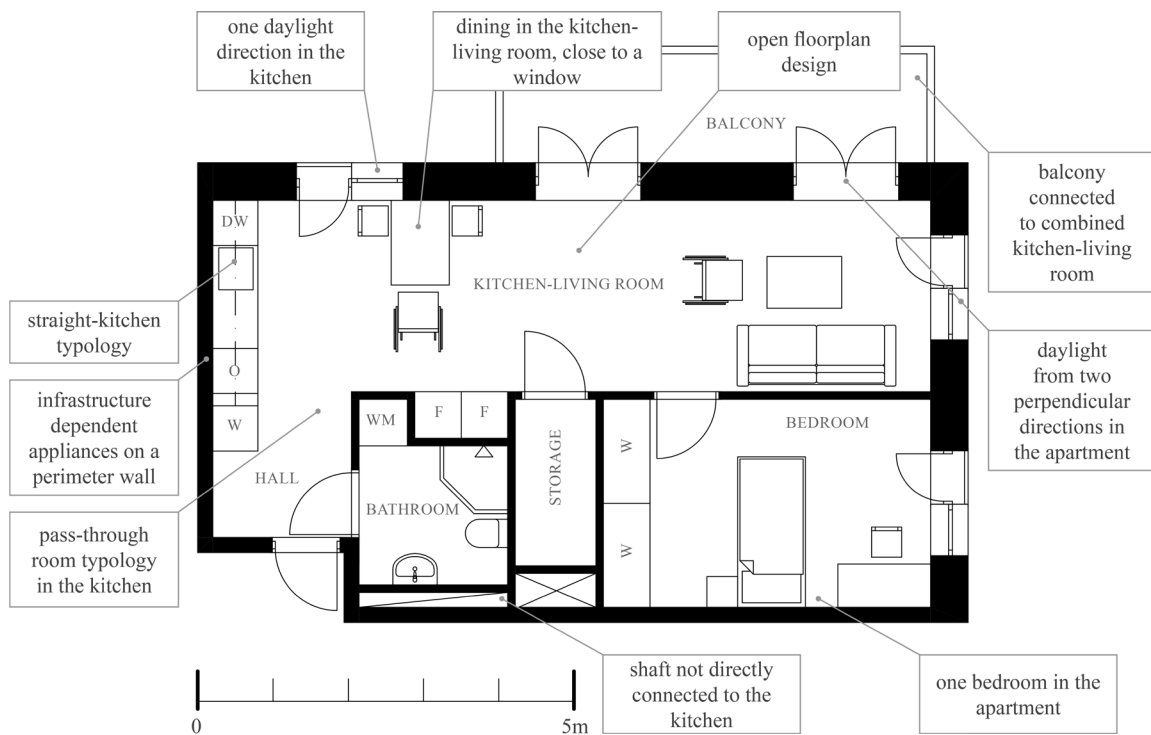 one daylight
direction in the
kitchen
dining in the kitchen-
living room, close to a
window
open floorplan
design
BALCONY
balcony
connected
to combined
kitchen-living
room
DW
KITCHEN-LIVING ROOM
straight-kitchen
typology
O
daylight
from two
perpendicular
directions in
the apartment
infrastructure
dependent
appliances on a
perimeter wall
W
WM
F
F
BEDROOM
W
STORAGE
HALL
BATHROOM
pass-through
room typology
in the kitchen
W
shaft not directly
connected to the
kitchen
one bedroom in the
apartment
0
5m